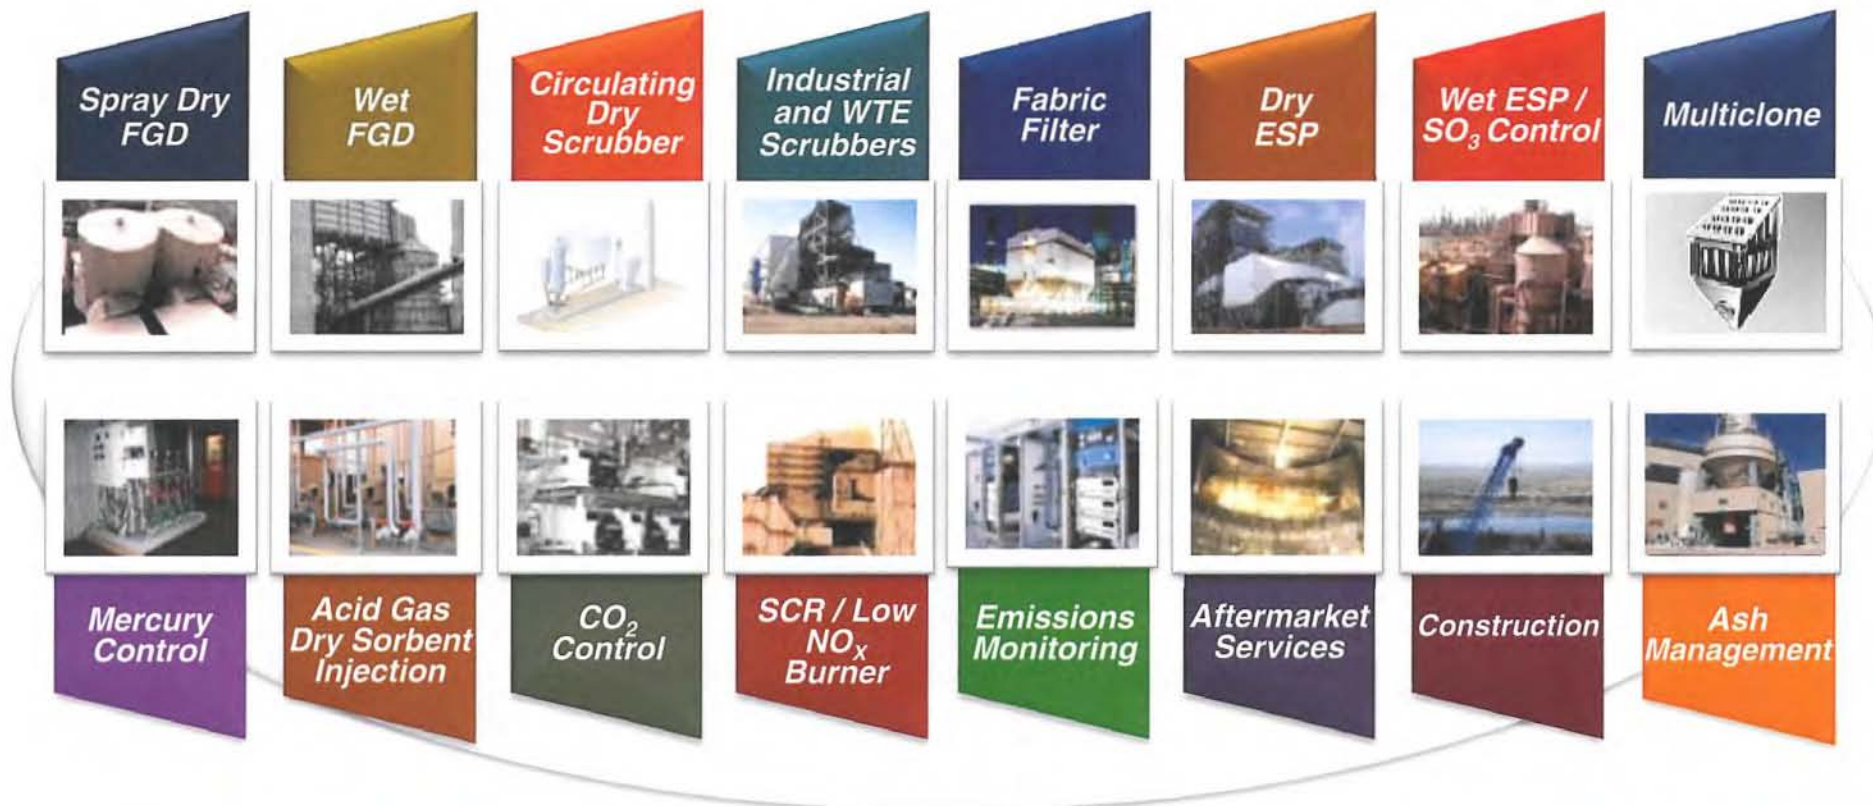 Spray Dry
FGD
Wet
FGD
Circulating
Dry
Scrubber
Industrial
and WTE
Scrubbers
Fabric
Filter
Dry
ESP
Wet ESP /
SO₃ Control
Multiclone
Mercury
Control
Acid Gas
Dry Sorbent
Injection
CO₂
Control
SCR / Low
NOₓ
Burner
Emissions
Monitoring
Aftermarket
Services
Construction
Ash
Management